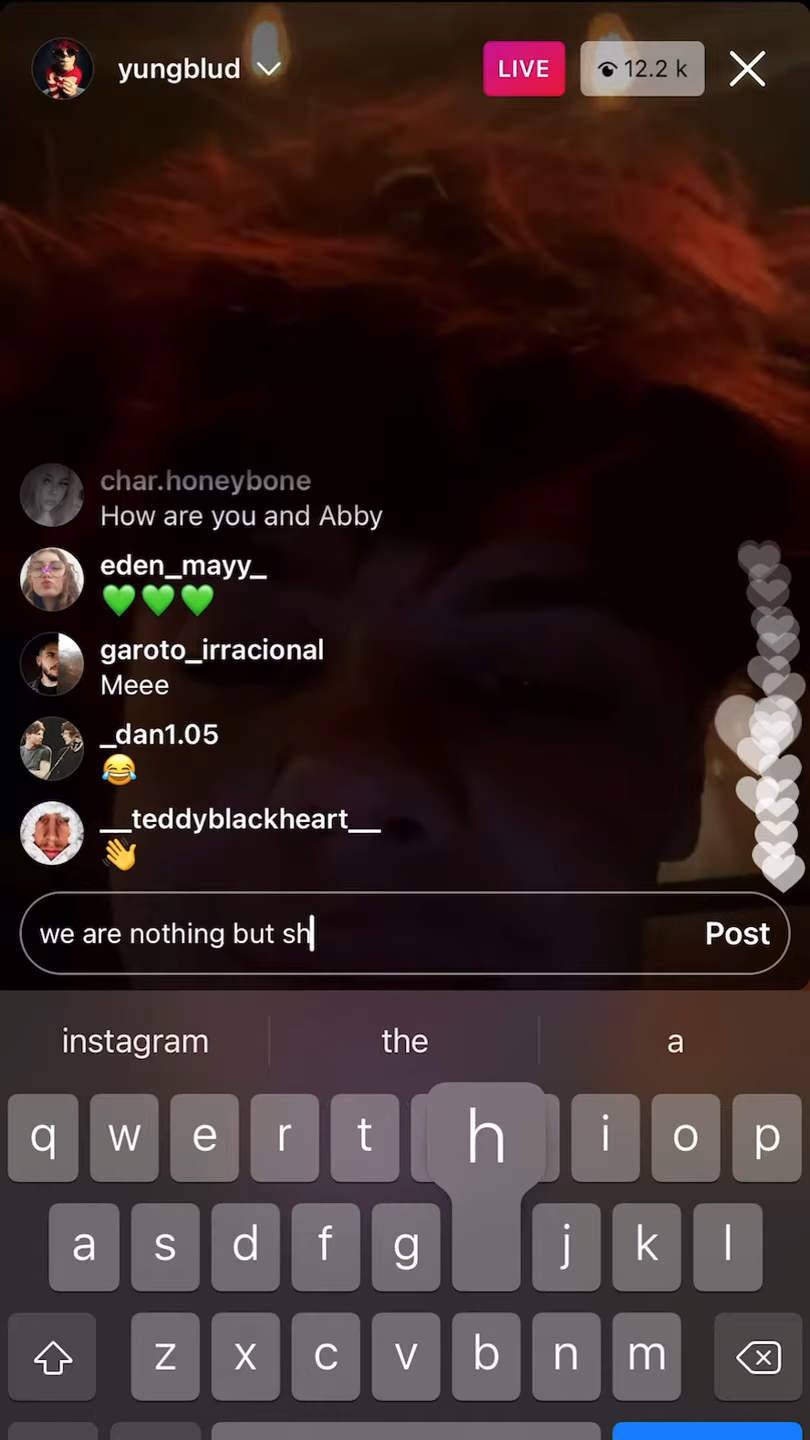 yungblud
LIVE
12.2 k
char.honeybone
How are you and Abby
eden_mayy_
💚💚💚
garoto_irracional
Meee
_dan1.05
😂
__teddyblackheart__
👋
we are nothing but sh
Post
instagram the a
q w e r t h i o p
a s d f g j k l
z x c v b n m